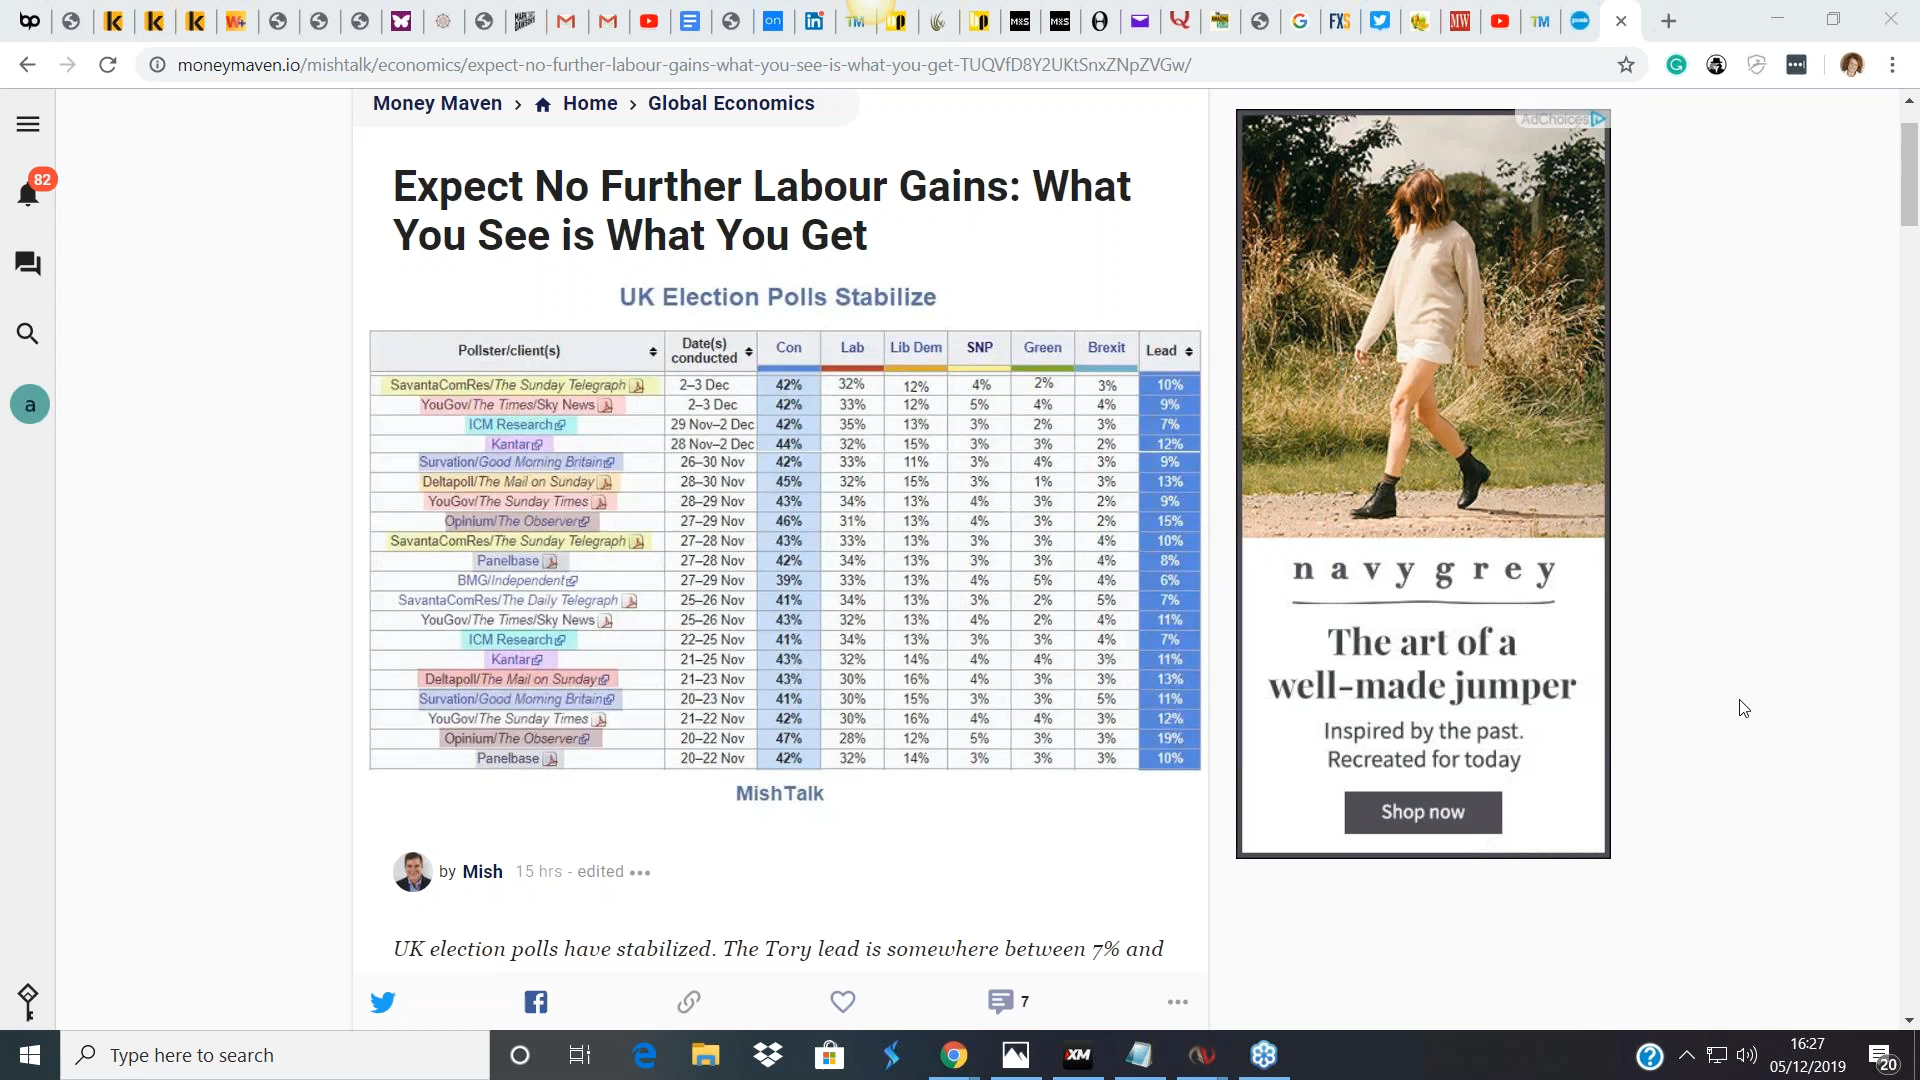 moneymaven.io/mishtalk/economics/expect-no-further-labour-gains-what-you-see-is-what-you-get-TUQVfD8Y2UKtSnxZNpZVGw/
Money Maven > Home > Global Economics
82
a
Expect No Further Labour Gains: What
You See is What You Get
UK Election Polls Stabilize
Pollster/client(s) Date(s) conducted Con Lab Lib Dem SNP Green Brexit Lead
SavantaComRes/The Sunday Telegraph 2–3 Dec 42% 32% 12% 4% 2% 3% 10%
YouGov/The Times/Sky News 2–3 Dec 42% 33% 12% 5% 4% 4% 9%
ICM Research 29 Nov–2 Dec 42% 35% 13% 3% 2% 3% 7%
Kantar 28 Nov–2 Dec 44% 32% 15% 3% 3% 2% 12%
Survation/Good Morning Britain 26–30 Nov 42% 33% 11% 3% 4% 3% 9%
Deltapoll/The Mail on Sunday 28–30 Nov 45% 32% 15% 3% 1% 3% 13%
YouGov/The Sunday Times 28–29 Nov 43% 34% 13% 4% 3% 2% 9%
Opinium/The Observer 27–29 Nov 46% 31% 13% 4% 3% 2% 15%
SavantaComRes/The Sunday Telegraph 27–28 Nov 43% 33% 13% 3% 3% 4% 10%
Panelbase 27–28 Nov 42% 34% 13% 3% 3% 4% 8%
BMG/Independent 27–29 Nov 39% 33% 13% 4% 5% 4% 6%
SavantaComRes/The Daily Telegraph 25–26 Nov 41% 34% 13% 3% 2% 5% 7%
YouGov/The Times/Sky News 25–26 Nov 43% 32% 13% 4% 2% 4% 11%
ICM Research 22–25 Nov 41% 34% 13% 3% 3% 4% 7%
Kantar 21–25 Nov 43% 32% 14% 4% 4% 3% 11%
Deltapoll/The Mail on Sunday 21–23 Nov 43% 30% 16% 4% 3% 3% 13%
Survation/Good Morning Britain 20–23 Nov 41% 30% 15% 3% 3% 5% 11%
YouGov/The Sunday Times 21–22 Nov 42% 30% 16% 4% 4% 3% 12%
Opinium/The Observer 20–22 Nov 47% 28% 12% 5% 3% 3% 19%
Panelbase 20–22 Nov 42% 32% 14% 3% 3% 3% 10%
MishTalk
by Mish 15 hrs - edited
UK election polls have stabilized. The Tory lead is somewhere between 7% and
7
AdChoices
navygrey
The art of a
well-made jumper
Inspired by the past.
Recreated for today
Shop now
Type here to search
XM
16:27
05/12/2019
20